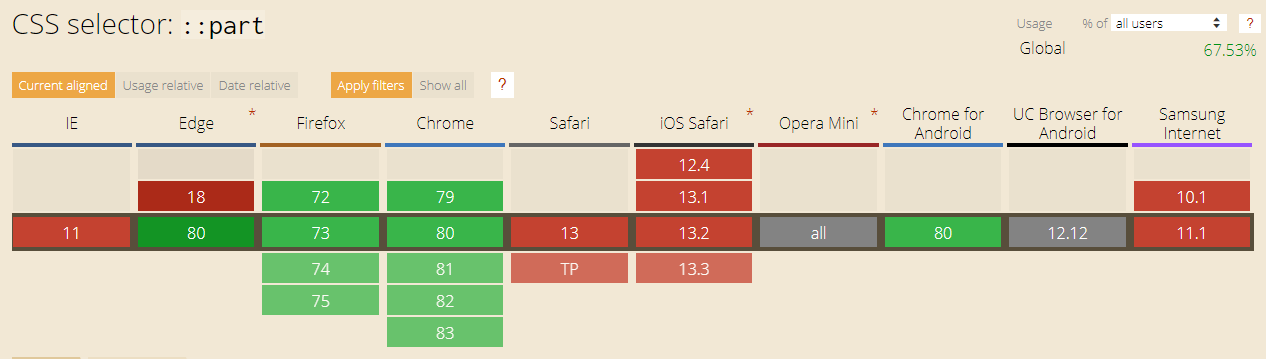 CSS selector: ::part
Usage % of all users ?
Global 67.53%
Current aligned Usage relative Date relative Apply filters Show all ?
IE Edge * Firefox Chrome Safari iOS Safari * Opera Mini * Chrome for Android UC Browser for Android Samsung Internet
12.4
18 72 79 13.1 10.1
11 80 73 80 13 13.2 all 80 12.12 11.1
74 81 TP 13.3
75 82
83